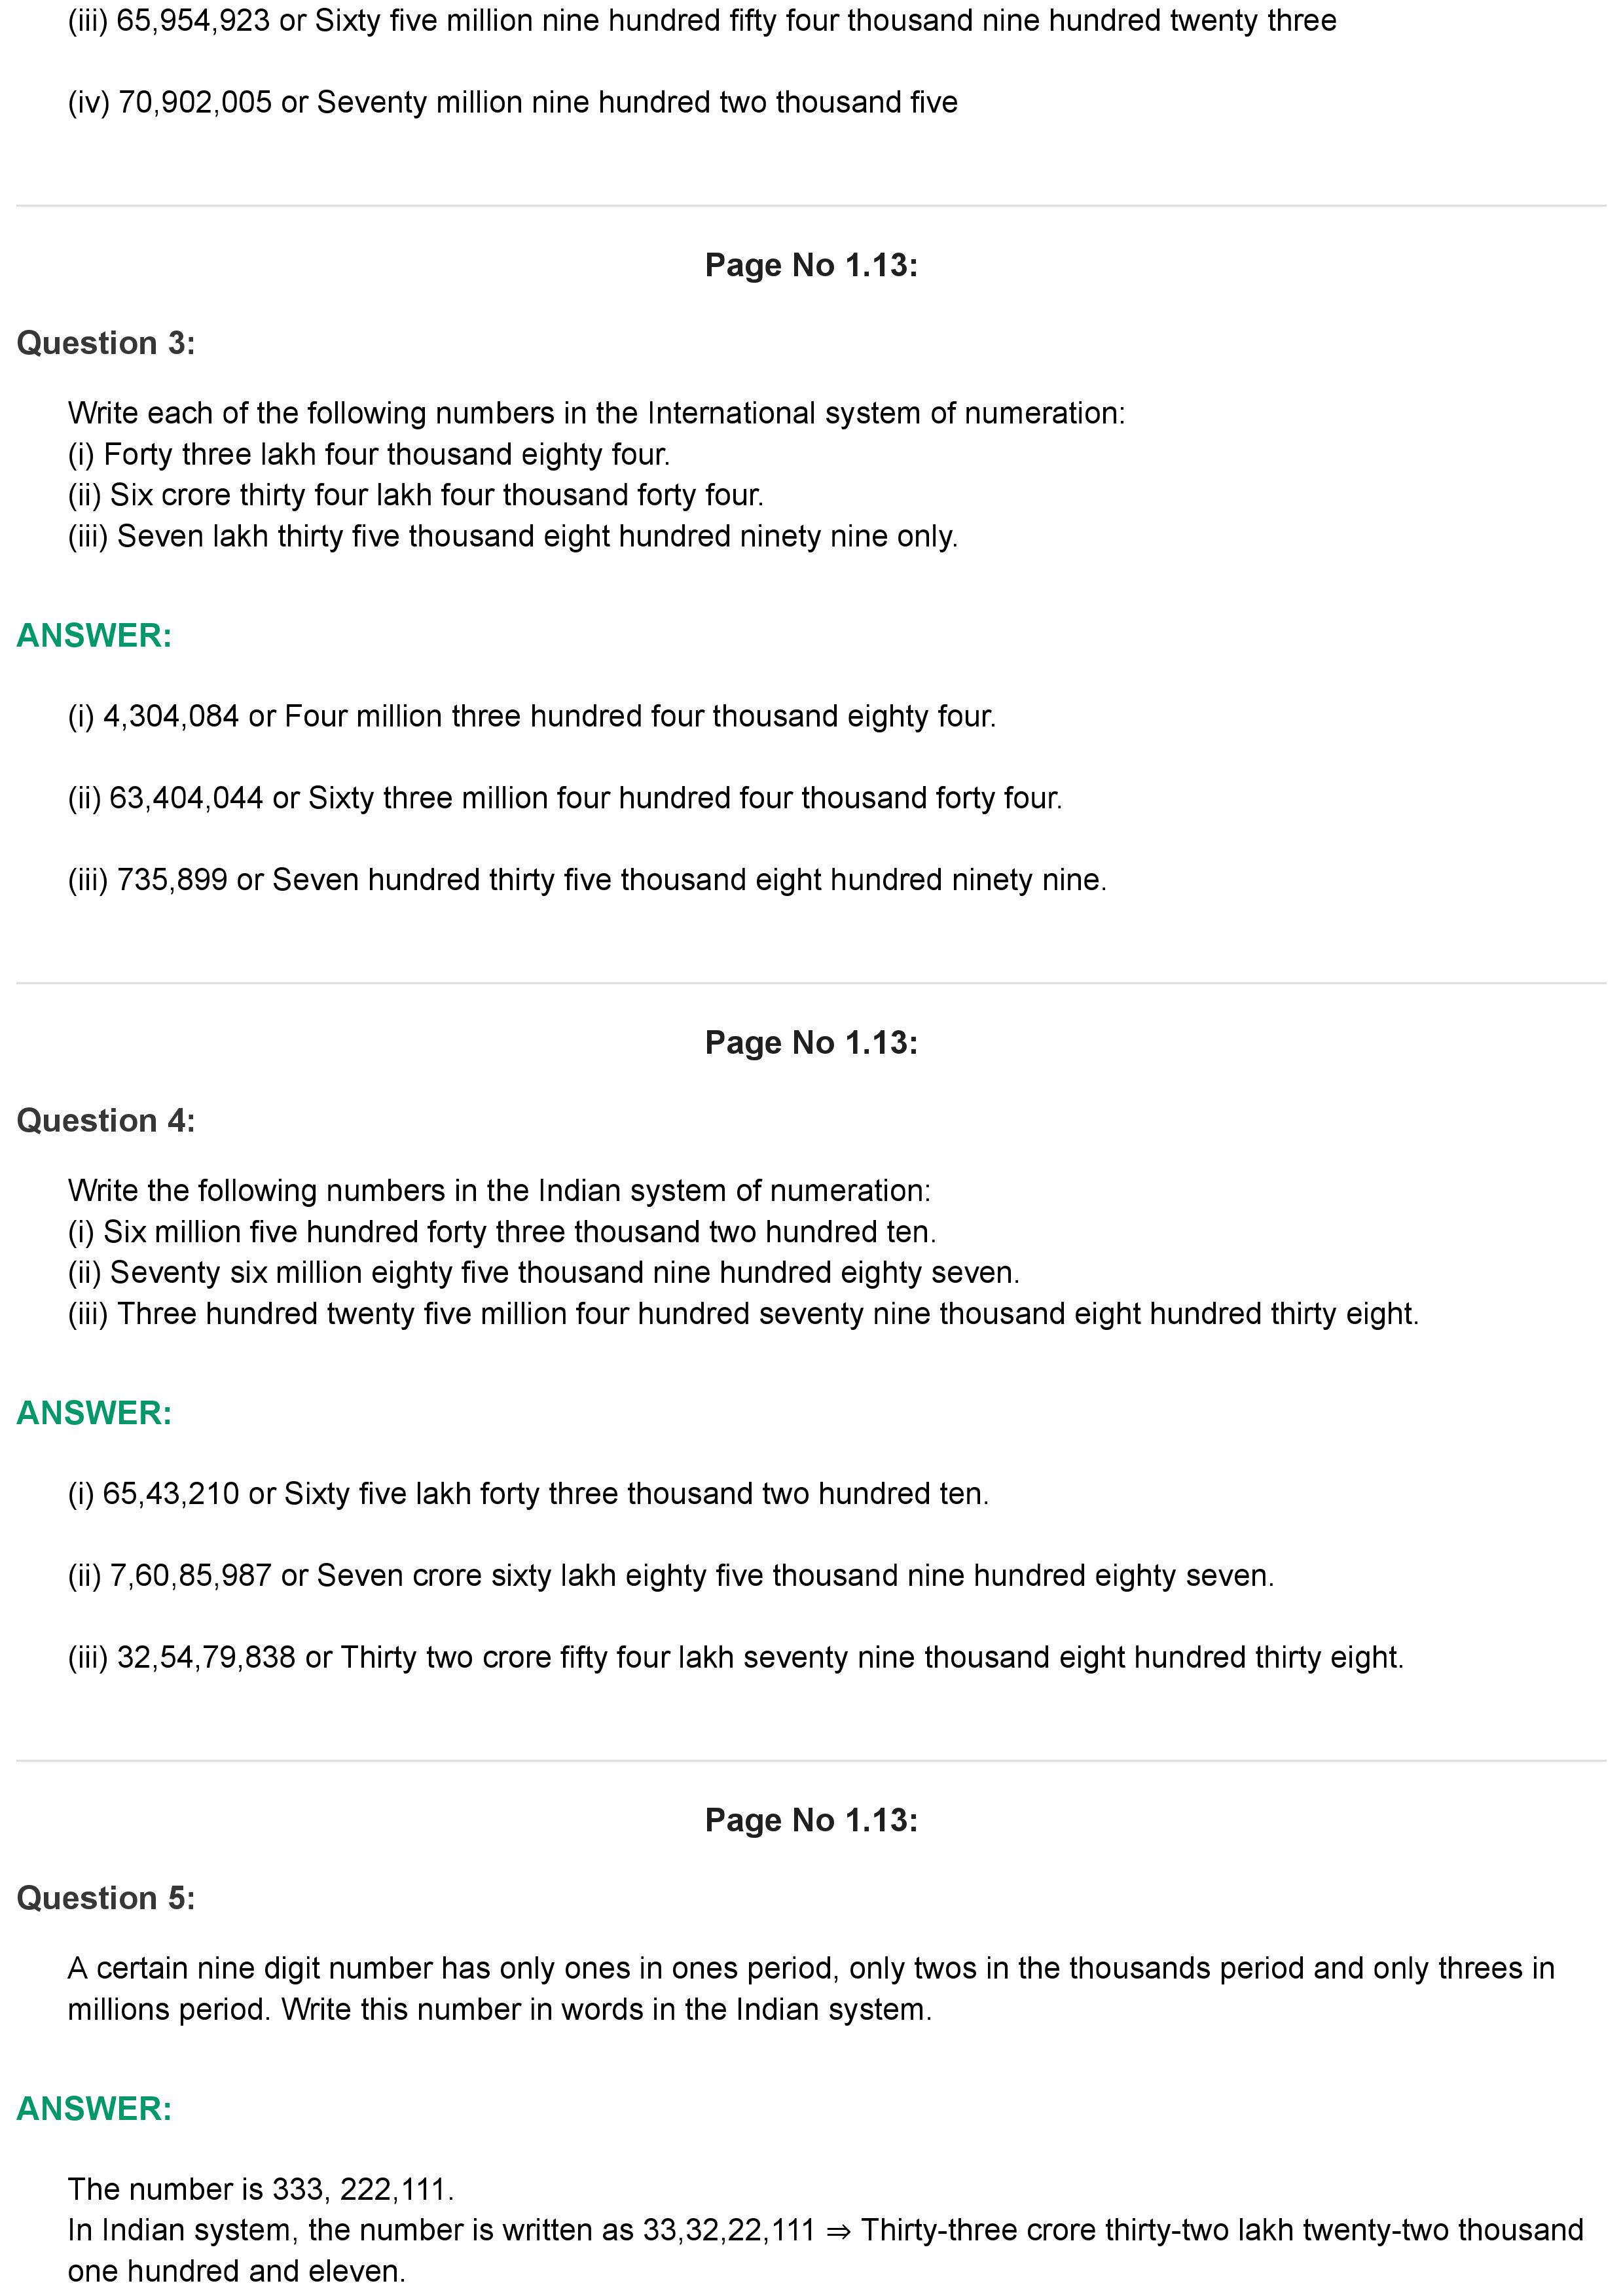 (iii) 65,954,923 or Sixty five million nine hundred fifty four thousand nine hundred twenty three
(iv) 70,902,005 or Seventy million nine hundred two thousand five
Page No 1.13:
Question 3:
Write each of the following numbers in the International system of numeration:
(i) Forty three lakh four thousand eighty four.
(ii) Six crore thirty four lakh four thousand forty four.
(iii) Seven lakh thirty five thousand eight hundred ninety nine only.
ANSWER:
(i) 4,304,084 or Four million three hundred four thousand eighty four.
(ii) 63,404,044 or Sixty three million four hundred four thousand forty four.
(iii) 735,899 or Seven hundred thirty five thousand eight hundred ninety nine.
Page No 1.13:
Question 4:
Write the following numbers in the Indian system of numeration:
(i) Six million five hundred forty three thousand two hundred ten.
(ii) Seventy six million eighty five thousand nine hundred eighty seven.
(iii) Three hundred twenty five million four hundred seventy nine thousand eight hundred thirty eight.
ANSWER:
(i) 65,43,210 or Sixty five lakh forty three thousand two hundred ten.
(ii) 7,60,85,987 or Seven crore sixty lakh eighty five thousand nine hundred eighty seven.
(iii) 32,54,79,838 or Thirty two crore fifty four lakh seventy nine thousand eight hundred thirty eight.
Page No 1.13:
Question 5:
A certain nine digit number has only ones in ones period, only twos in the thousands period and only threes in
millions period. Write this number in words in the Indian system.
ANSWER:
The number is 333, 222,111.
In Indian system, the number is written as 33,32,22,111 ⇒ Thirty-three crore thirty-two lakh twenty-two thousand
one hundred and eleven.